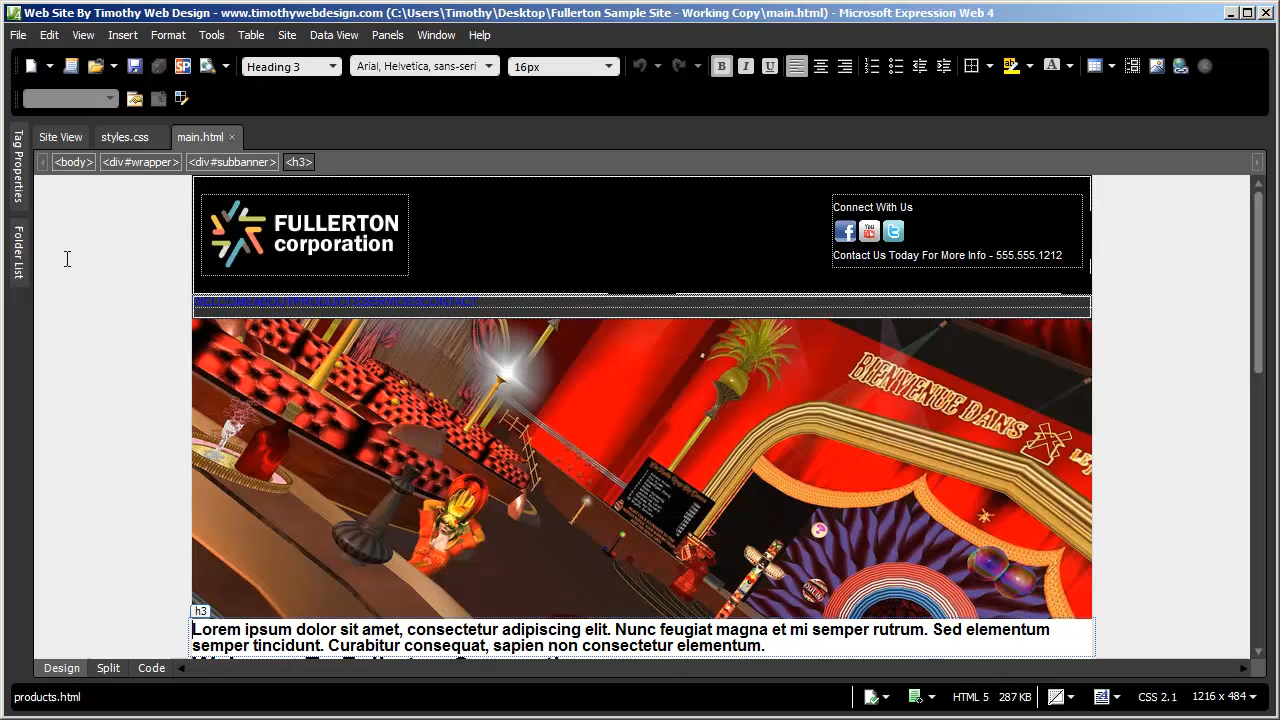 Web Site By Timothy Web Design - www.timothywebdesign.com (C:\Users\Timothy\Desktop\Fullerton Sample Site - Working Copy\main.html) - Microsoft Expression Web 4
File Edit View Insert Format Tools Table Site Data View Panels Window Help
Heading 3 Arial, Helvetica, sans-seri 16px B I U
Site View styles.css main.html
<body> <div#wrapper> <div#subbanner> <h3>
Tag Properties
Folder List
FULLERTON
corporation
Connect With Us
You
Contact Us Today For More Info - 555.555.1212
BIENVENUE DANS
h3
Lorem ipsum dolor sit amet, consectetur adipiscing elit. Nunc feugiat magna et mi semper rutrum. Sed elementum
semper tincidunt. Curabitur consequat, sapien non consectetur elementum.
Design Split Code
products.html HTML 5 287 KB CSS 2.1 1216 x 484